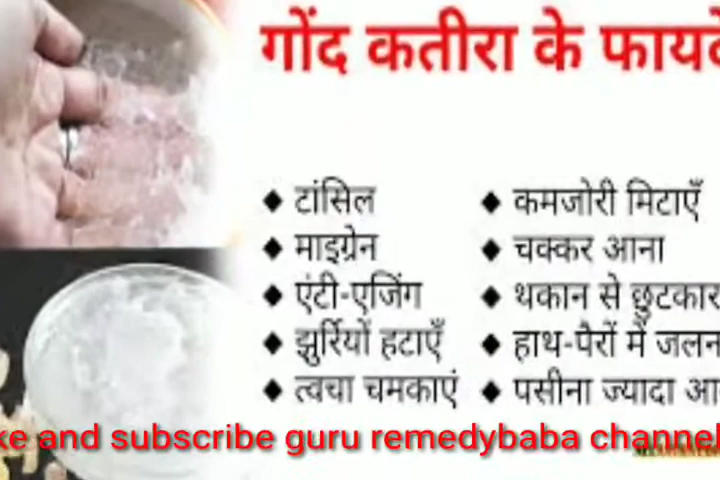 गोंद कतीरा के फायदे
◆ टांसिल
◆ माइग्रेन
◆ एंटी-एजिंग
◆ झुर्रियों हटाएँ
◆ त्वचा चमकाएं
◆ कमजोरी मिटाएँ
◆ चक्कर आना
◆ थकान से छुटकार
◆ हाथ-पैरों में जलन
◆ पसीना ज्यादा आ
ke and subscribe guru remedybaba channel